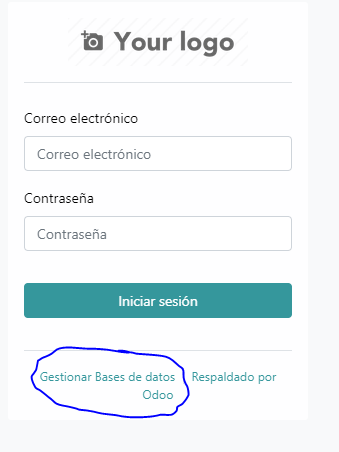 Your logo
Correo electrónico
Correo electrónico
Contraseña
Contraseña
Iniciar sesión
Gestionar Bases de datos Respaldado por
Odoo